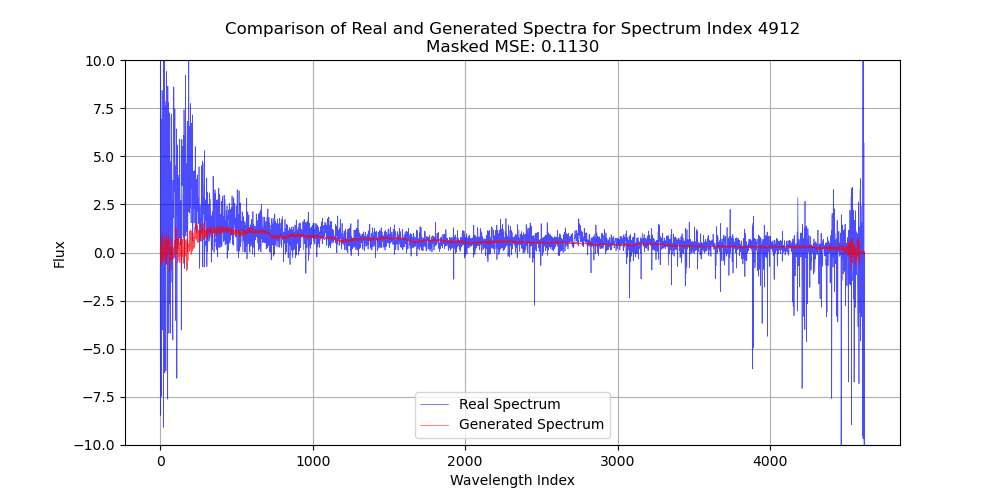 Comparison of Real and Generated Spectra for Spectrum Index 4912
Masked MSE: 0.1130
10.0
7.5
5.0
2.5
0.0
−2.5
−5.0
−7.5
−10.0
Flux
Real Spectrum
Generated Spectrum
0 1000 2000 3000 4000
Wavelength Index